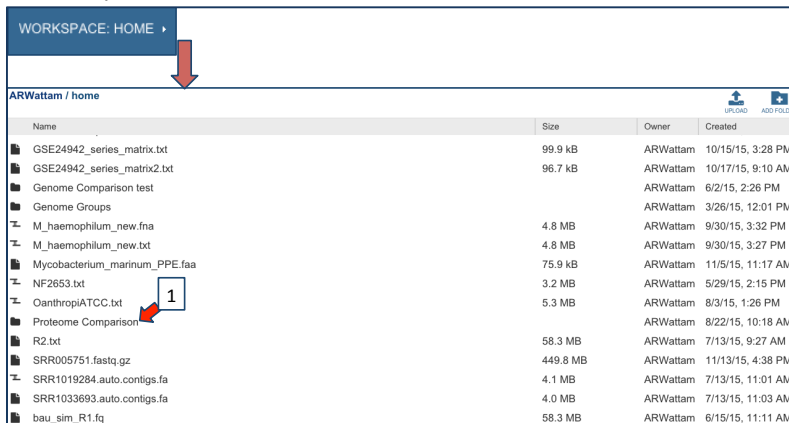 WORKSPACE: HOME
ARWattam / home
UPLOAD ADD FOLD
Name Size Owner Created
GSE24942_series_matrix.txt 99.9 kB ARWattam 10/15/15, 3:28 PM
GSE24942_series_matrix2.txt 96.7 kB ARWattam 10/17/15, 9:10 AM
Genome Comparison test ARWattam 6/2/15, 2:26 PM
Genome Groups ARWattam 3/26/15, 12:01 PM
M_haemophilum_new.fna 4.8 MB ARWattam 9/30/15, 3:32 PM
M_haemophilum_new.txt 4.8 MB ARWattam 9/30/15, 3:27 PM
Mycobacterium_marinum_PPE.faa 75.9 kB ARWattam 11/5/15, 11:17 AM
NF2653.txt 3.2 MB ARWattam 5/29/15, 2:15 PM
OanthropiATCC.txt 5.3 MB ARWattam 8/3/15, 1:26 PM
1
Proteome Comparison ARWattam 8/22/15, 10:18 AM
R2.txt 58.3 MB ARWattam 7/13/15, 9:27 AM
SRR005751.fastq.gz 449.8 MB ARWattam 11/13/15, 4:38 PM
SRR1019284.auto.contigs.fa 4.1 MB ARWattam 7/13/15, 11:01 AM
SRR1033693.auto.contigs.fa 4.0 MB ARWattam 7/13/15, 11:03 AM
bau_sim_R1.fq 58.3 MB ARWattam 6/15/15, 11:11 AM